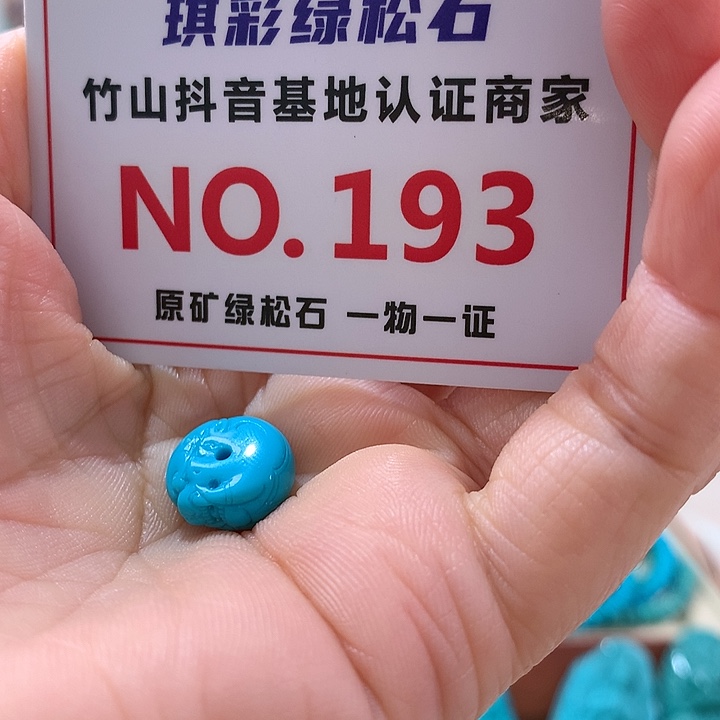 琪彩绿松石
竹山抖音基地认证商家
NO.193
原矿绿松石 一物一证